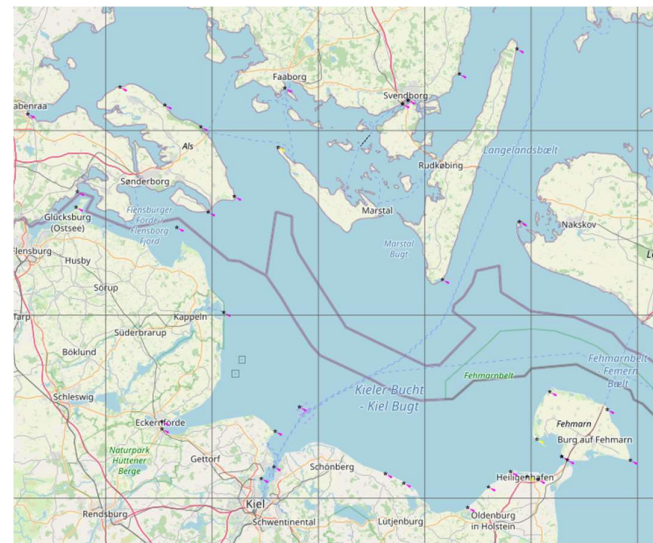 Faaborg
Svendborg
abenraa
Als
Langelandsbælt
Rudkøbing
Sønderborg
Marstal
Glücksburg
(Ostsee)
Flensburger
Förde
Flensborg
Fjord
Nakskov
Flensburg
Husby
Marstal
Bugt
Sörup
Tarp
Kappeln
Süderbrarup
Böklund
Fehmarnbelt
Femern
Bælt
Fehmarnbelt
Kieler Bucht
- Kiel Bugt
Schleswig
Eckernförde
Fehmarn
Burg auf Fehmarn
Naturpark
Hüttener
Berge
Gettorf
Schönberg
Heiligenhafen
Kiel
Rendsburg
Schwentinental
Lütjenburg
Oldenburg
in Holstein